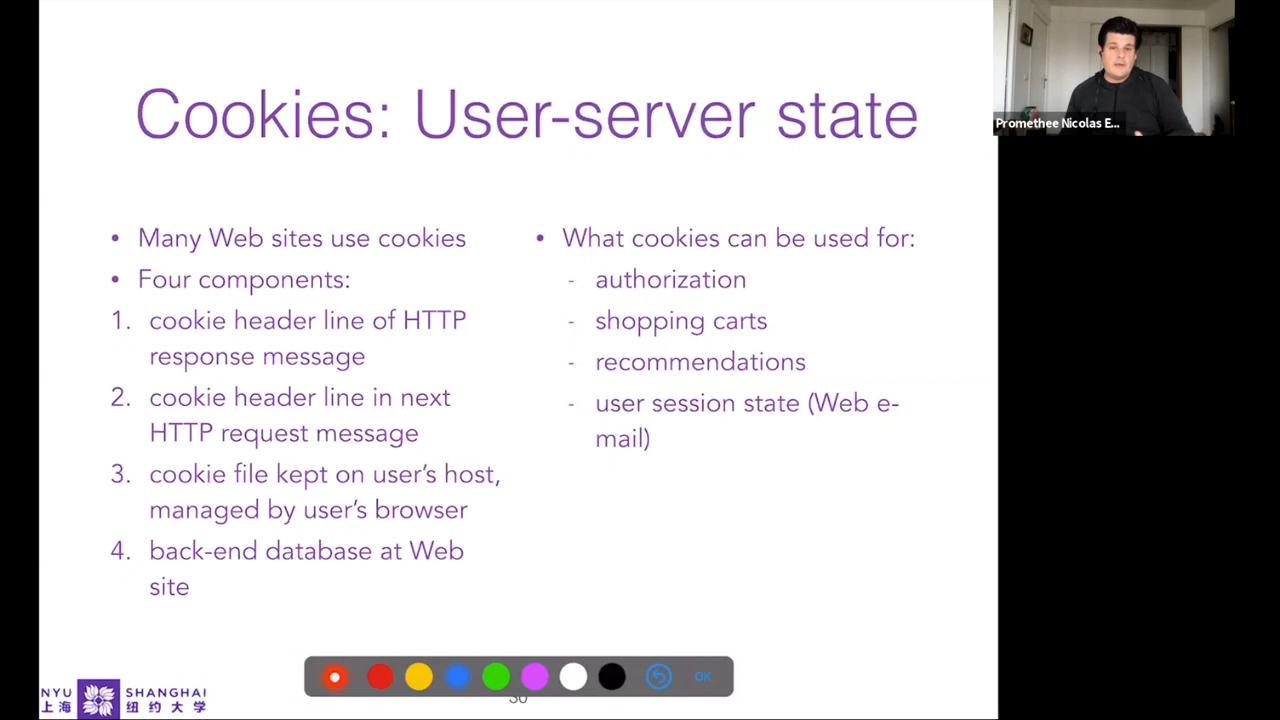 Cookies: User-server state
Promethee Nicolas E...
• Many Web sites use cookies
• Four components:
1. cookie header line of HTTP
response message
2. cookie header line in next
HTTP request message
3. cookie file kept on user's host,
managed by user's browser
4. back-end database at Web
site
• What cookies can be used for:
- authorization
- shopping carts
- recommendations
- user session state (Web e-
mail)
OK
NYU SHANGHAI
上海 纽约大学